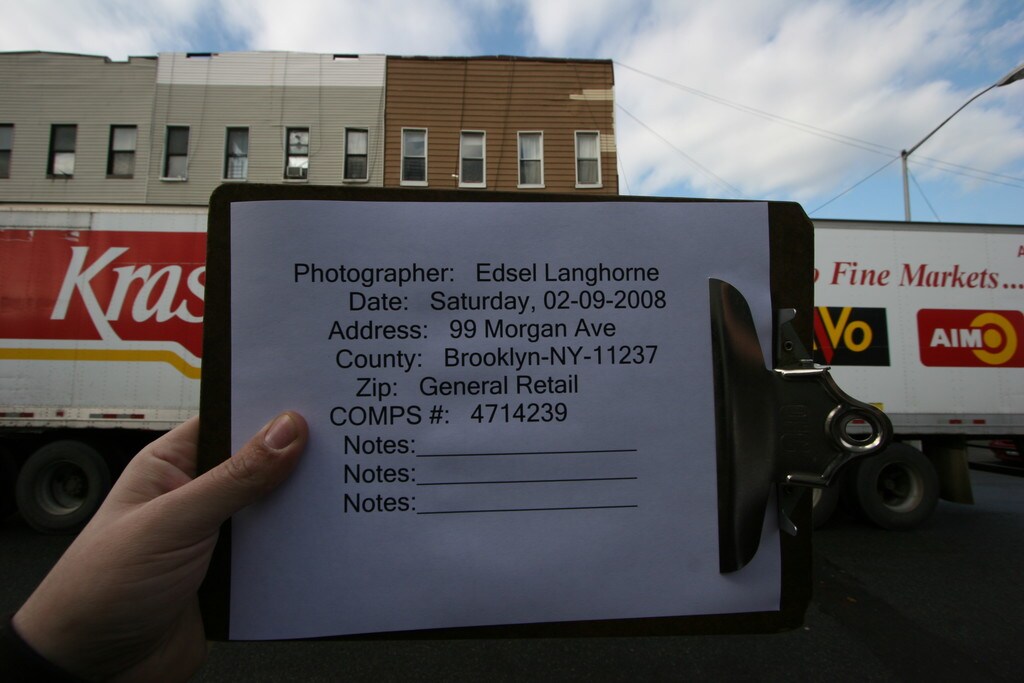 Photographer: Edsel Langhorne
Date: Saturday, 02-09-2008
Address: 99 Morgan Ave
County: Brooklyn-NY-11237
Zip: General Retail
COMPS #: 4714239
Notes:
Notes:
Notes:
Kras
Fine Markets...
Vo
AIM